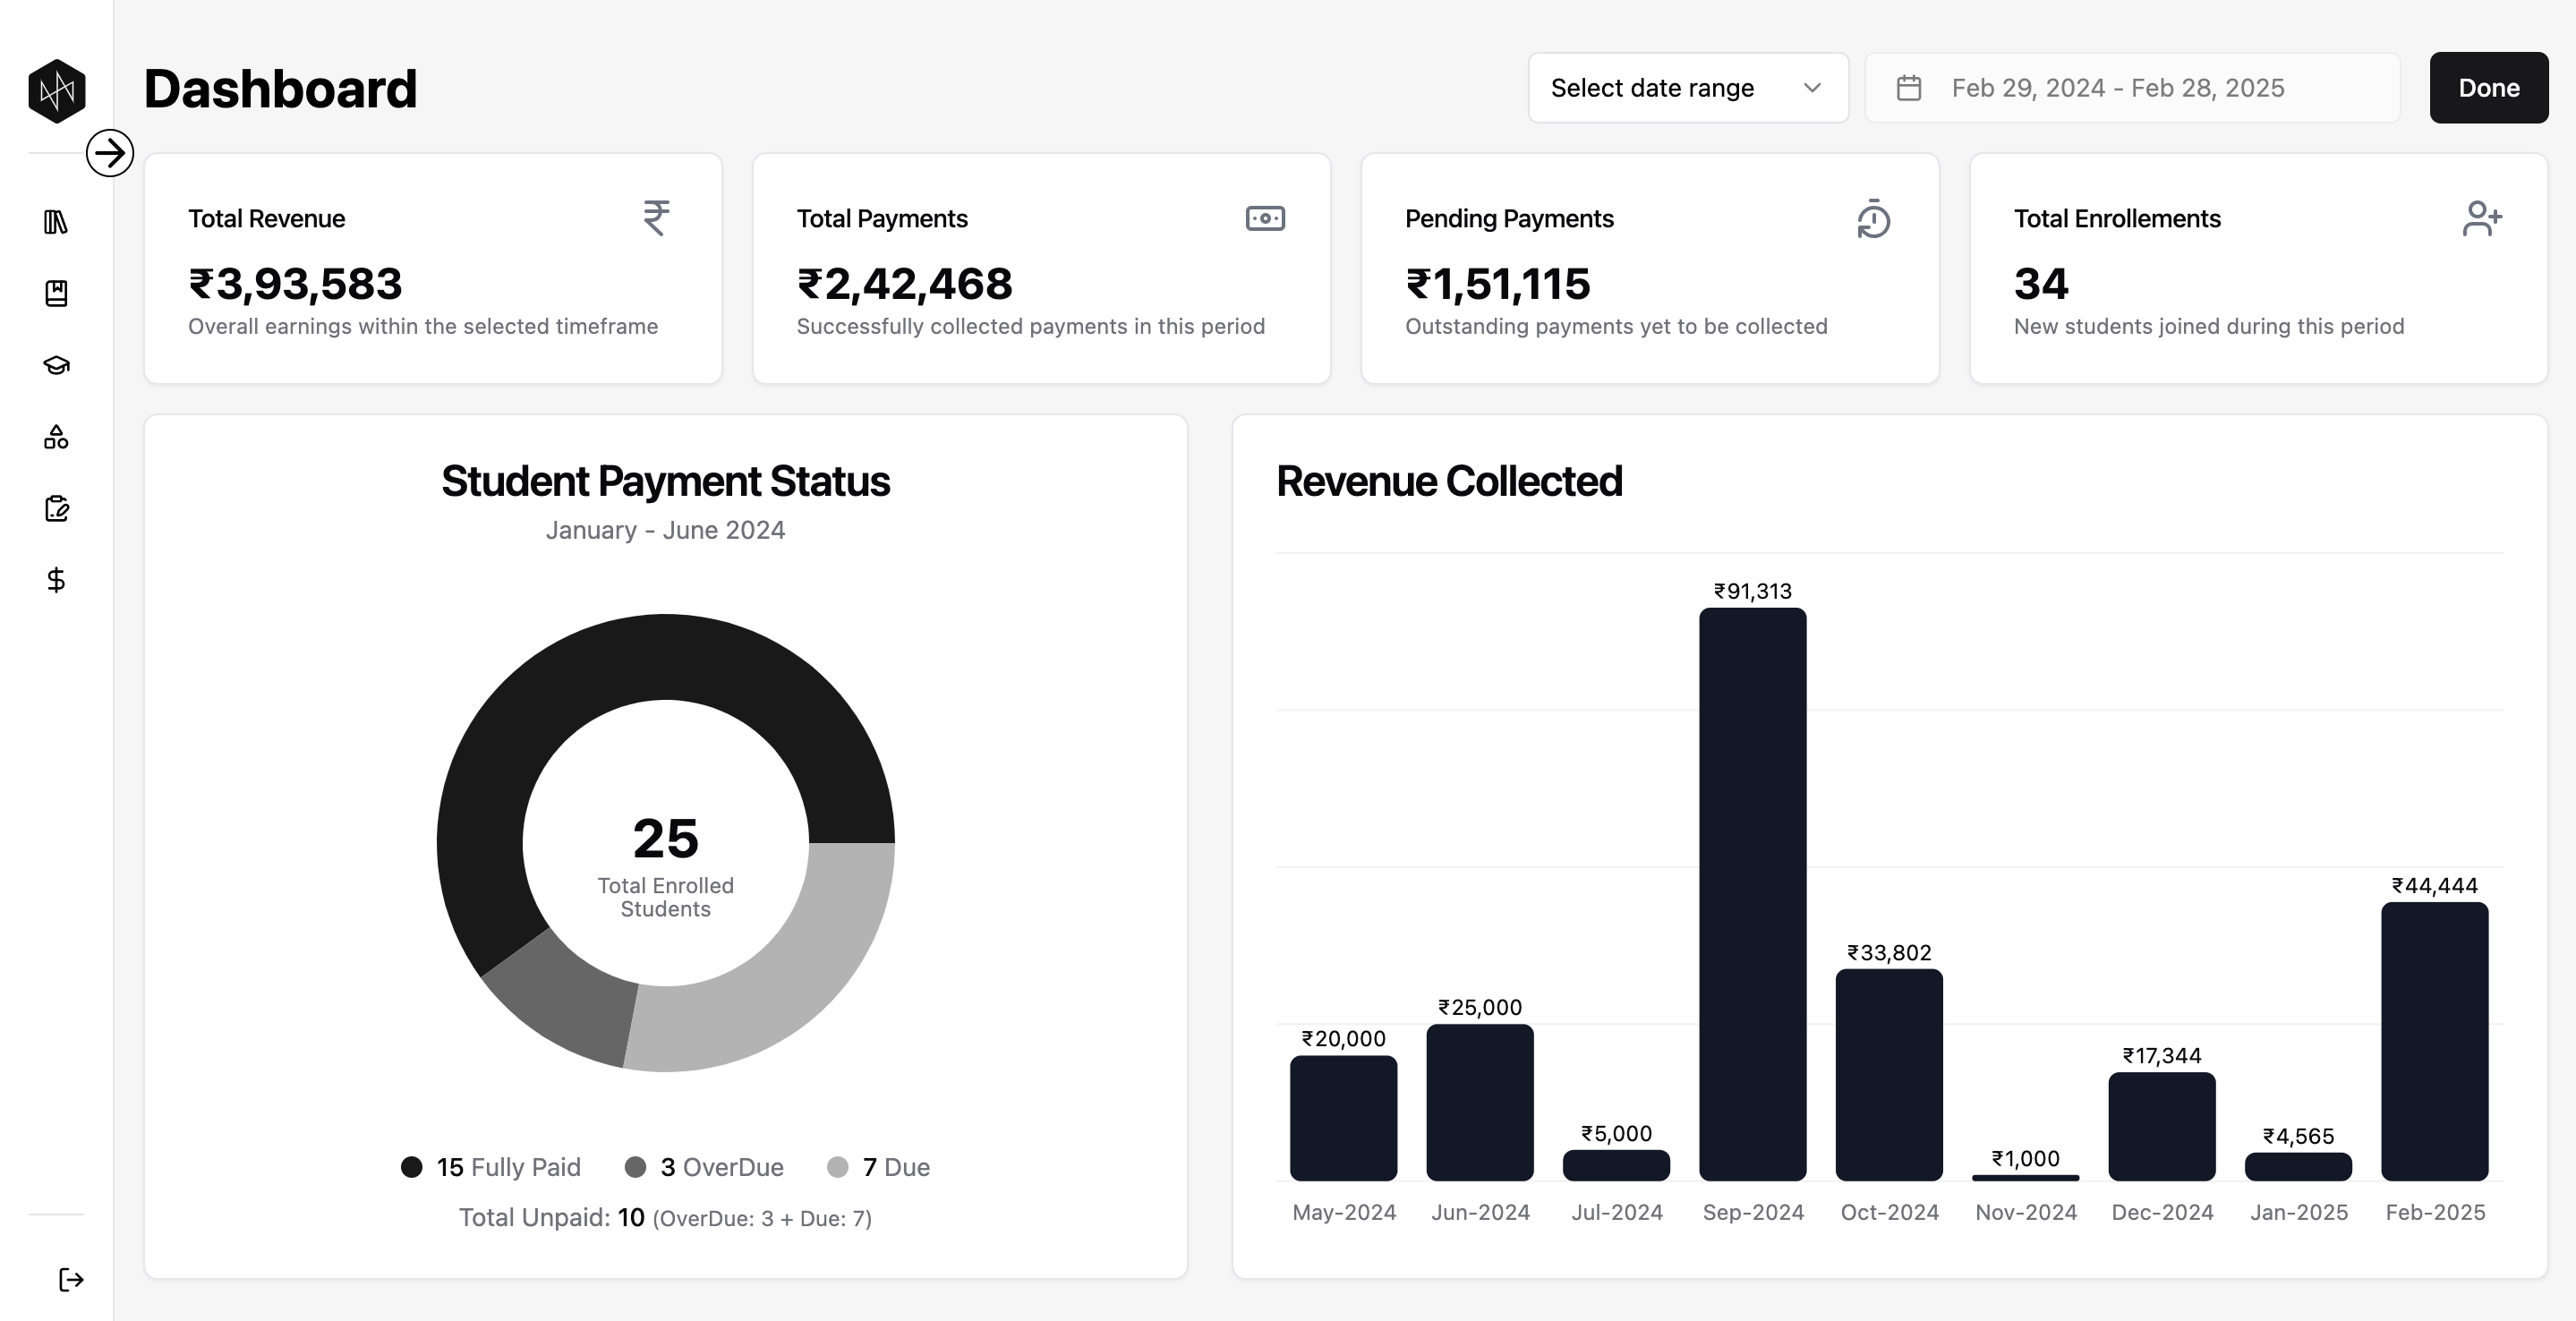 Dashboard
Select date range
Feb 29, 2024 - Feb 28, 2025
Done
Total Revenue
₹3,93,583
Overall earnings within the selected timeframe
Total Payments
₹2,42,468
Successfully collected payments in this period
Pending Payments
₹1,51,115
Outstanding payments yet to be collected
Total Enrollements
34
New students joined during this period
Student Payment Status
January - June 2024
25
Total Enrolled
Students
15 Fully Paid 3 OverDue 7 Due
Total Unpaid: 10 (OverDue: 3 + Due: 7)
Revenue Collected
₹20,000
₹25,000
₹5,000
₹91,313
₹33,802
₹1,000
₹17,344
₹4,565
₹44,444
May-2024 Jun-2024 Jul-2024 Sep-2024 Oct-2024 Nov-2024 Dec-2024 Jan-2025 Feb-2025